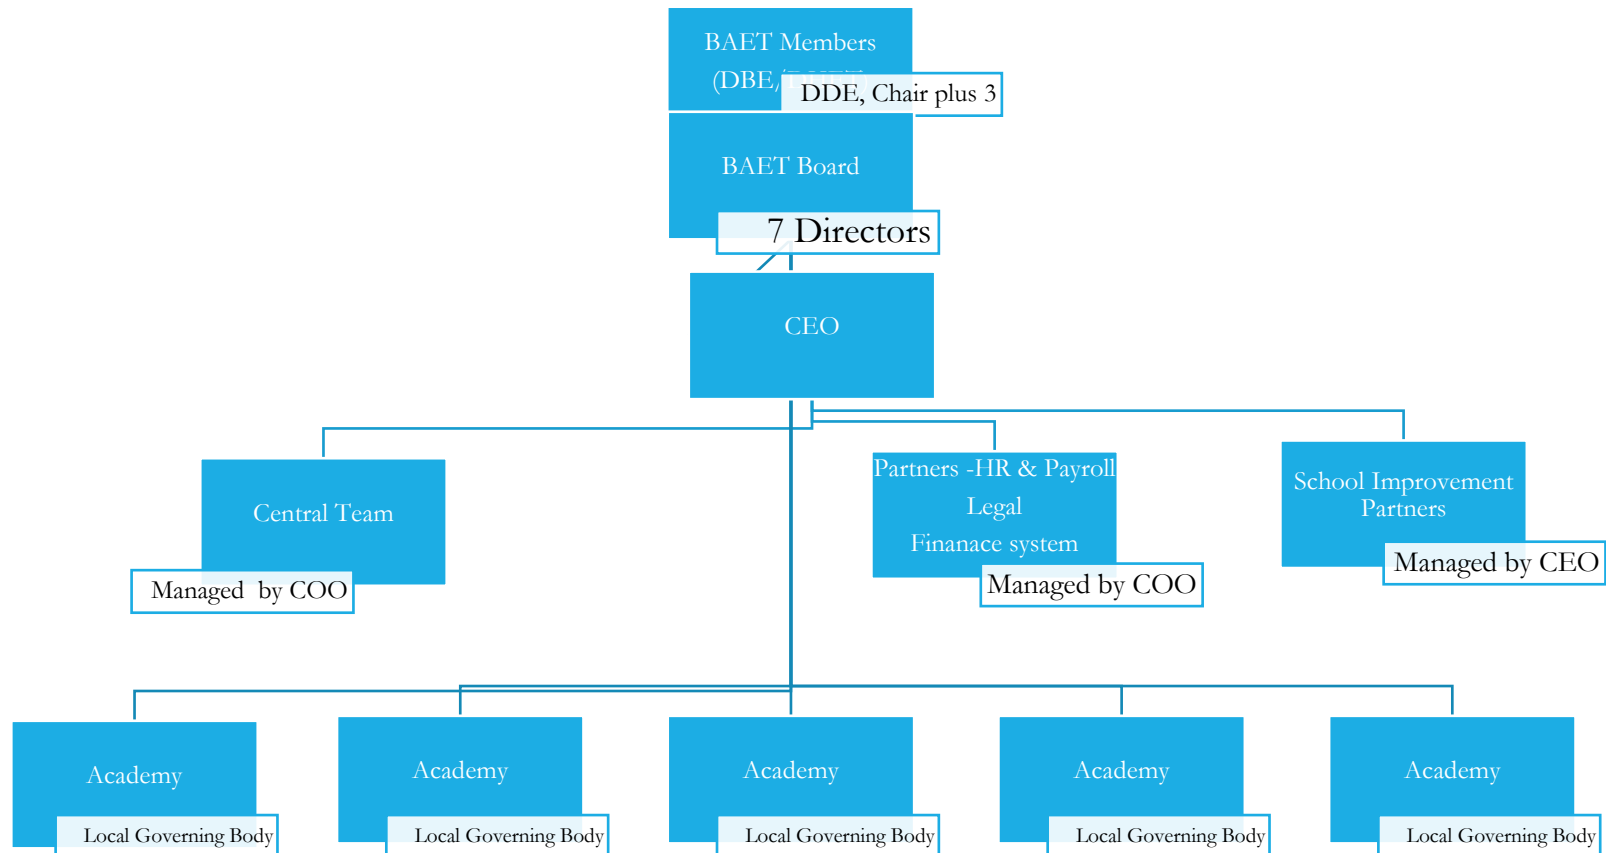 BAET Members
(DBE/
DDE, Chair plus 3
BAET Board
7 Directors
CEO
Central Team
Managed by COO
Partners -HR & Payroll
Legal
Finanace system
Managed by COO
School Improvement
Partners
Managed by CEO
Academy
Local Governing Body
Academy
Local Governing Body
Academy
Local Governing Body
Academy
Local Governing Body
Academy
Local Governing Body